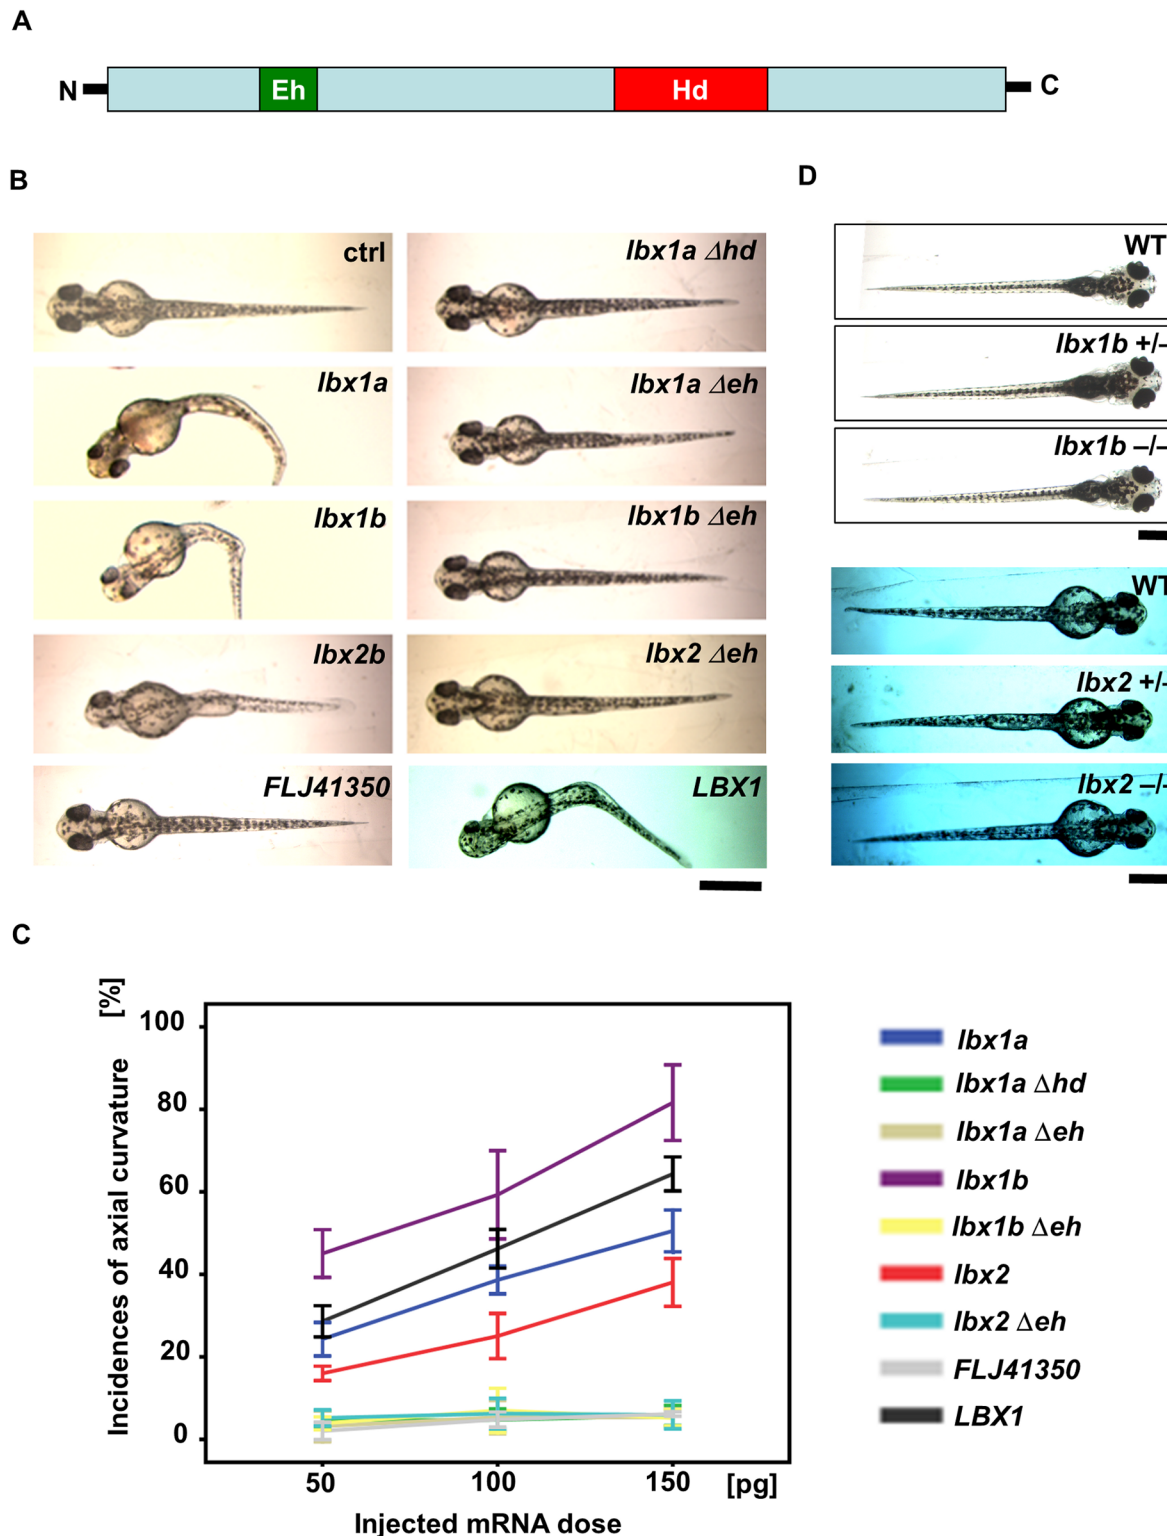 A
N
Eh
Hd
C
B
ctrl
lbx1a Δhd
lbx1a
lbx1a Δeh
lbx1b
lbx1b Δeh
lbx2b
lbx2 Δeh
FLJ41350
LBX1
D
WT
lbx1b +/–
lbx1b –/–
WT
lbx2 +/–
lbx2 –/–
C
Incidences of axial curvature [%]
100
80
60
40
20
0
50
100
150
[pg]
Injected mRNA dose
lbx1a
lbx1a Δhd
lbx1a Δeh
lbx1b
lbx1b Δeh
lbx2
lbx2 Δeh
FLJ41350
LBX1